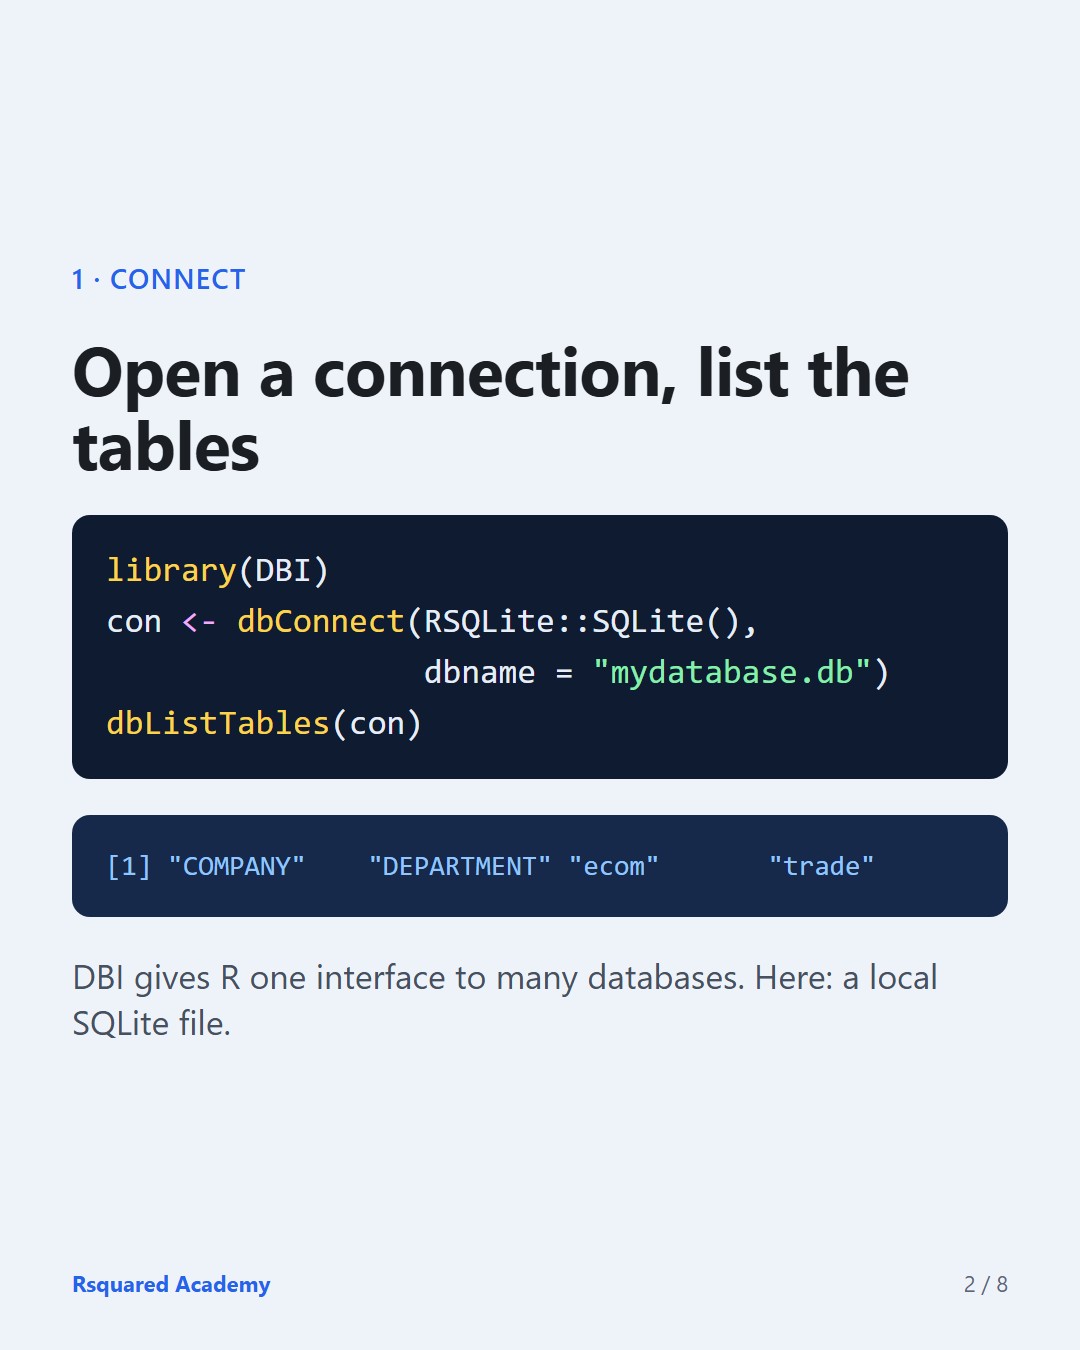 1 · CONNECT
Open a connection, list the
tables
library(DBI)
con <- dbConnect(RSQLite::SQLite(),
                 dbname = "mydatabase.db")
dbListTables(con)
[1] "COMPANY"    "DEPARTMENT" "ecom"       "trade"
DBI gives R one interface to many databases. Here: a local
SQLite file.
Rsquared Academy
2 / 8